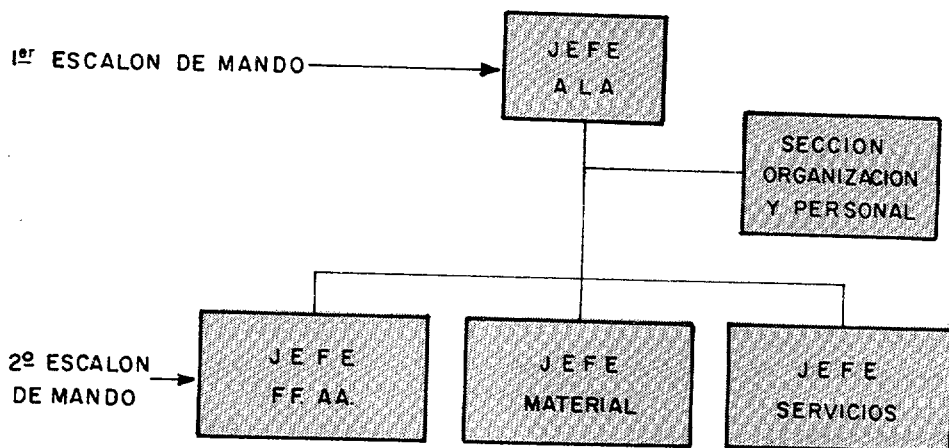 1er ESCALON DE MANDO
JEFE
ALA
SECCION
ORGANIZACION
Y PERSONAL
2º ESCALON
DE MANDO
JEFE
FF. AA.
JEFE
MATERIAL
JEFE
SERVICIOS